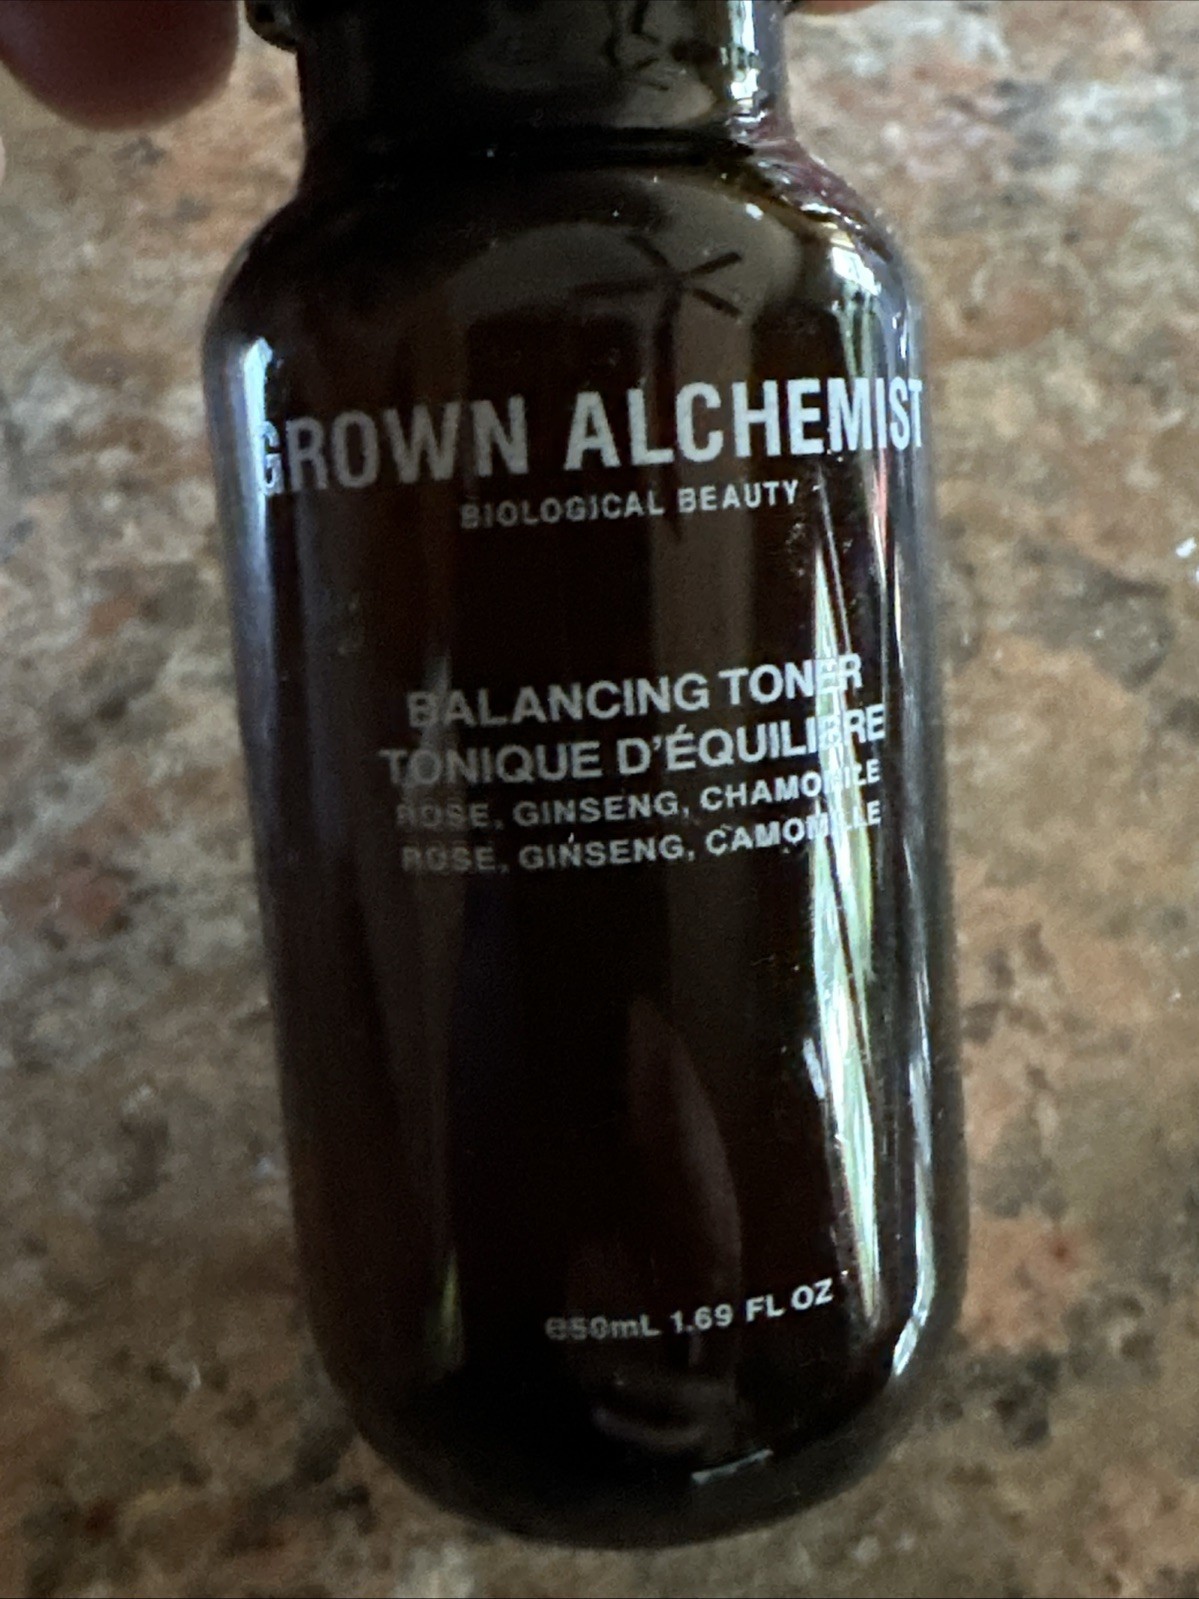 GROWN ALCHEMIST
BIOLOGICAL BEAUTY
BALANCING TONER
TONIQUE D'ÉQUILIBRE
ROSE, GINSENG, CHAMOMILE
ROSE, GINSENG, CAMOMILLE
℮50mL 1.69 FL OZ